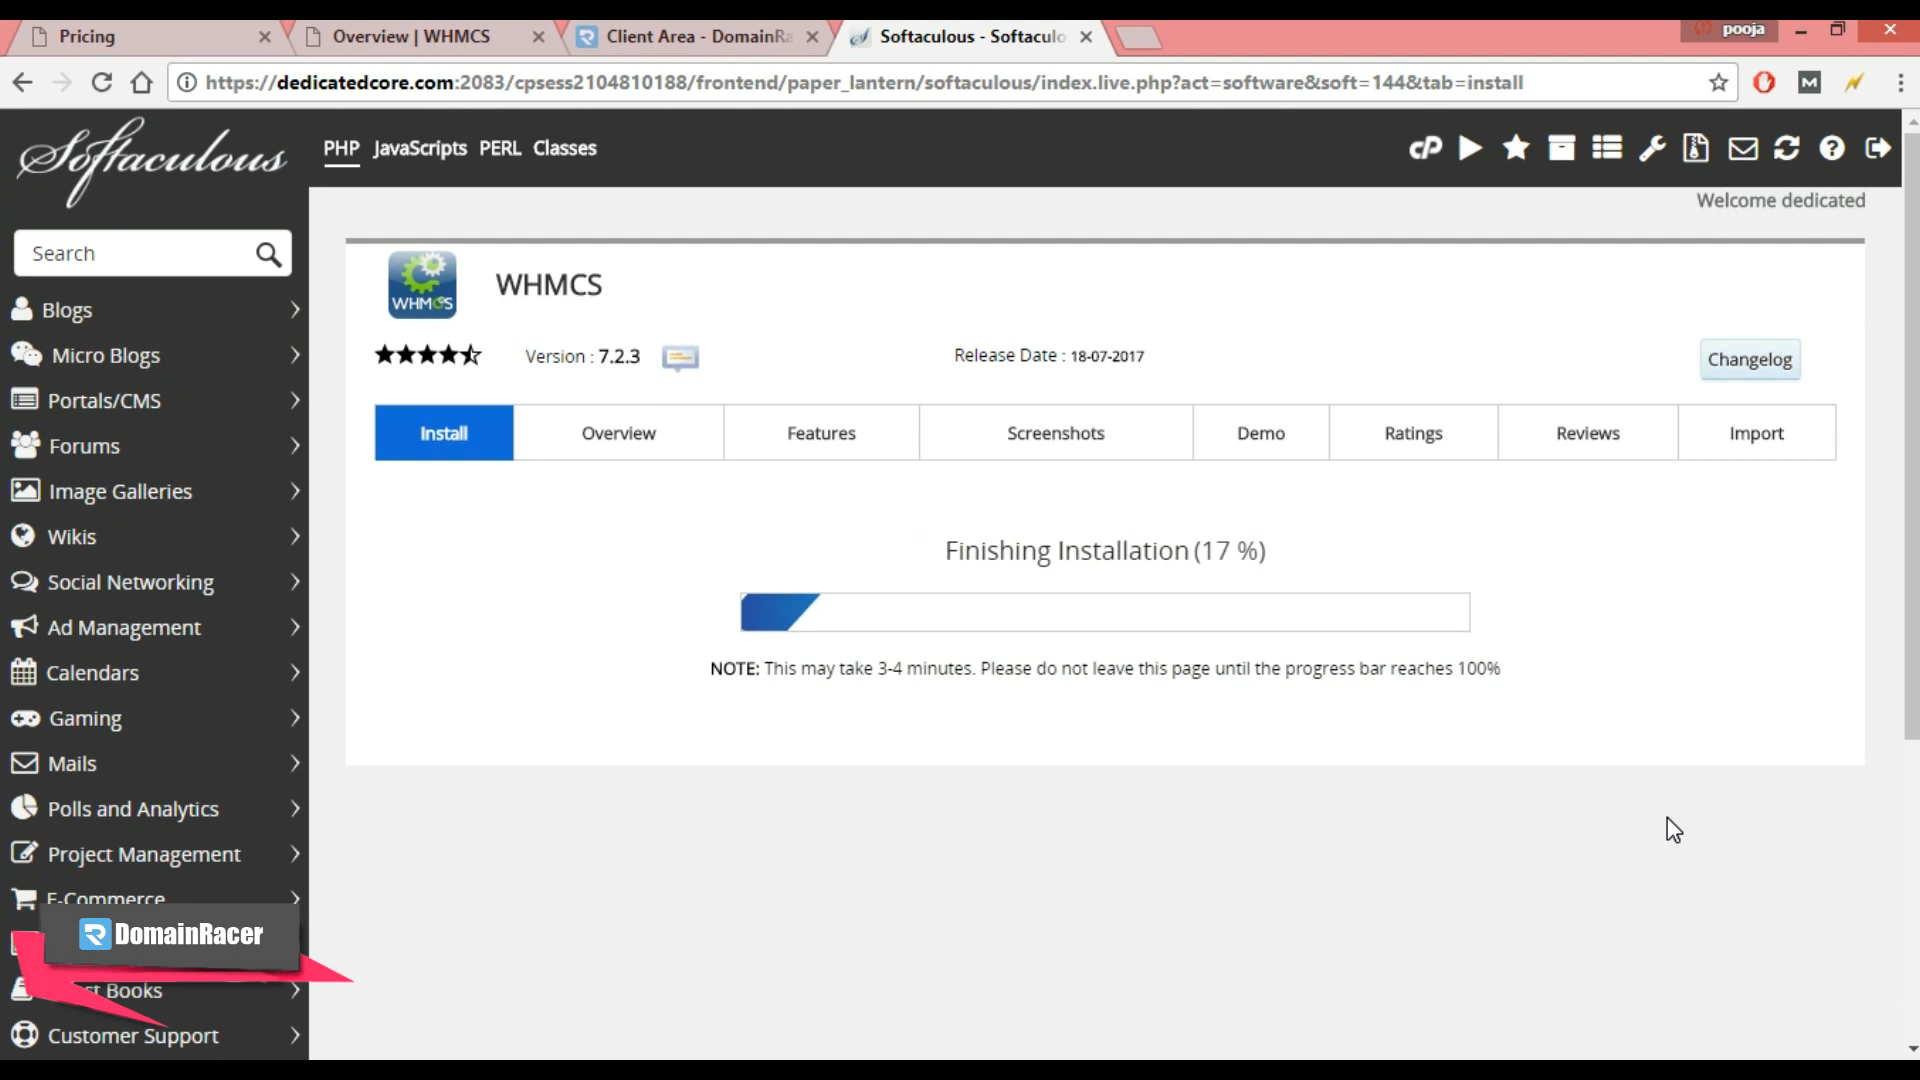 Pricing
Overview | WHMCS
Client Area - DomainRa
Softaculous - Softaculo
pooja
https://dedicatedcore.com:2083/cpsess2104810188/frontend/paper_lantern/softaculous/index.live.php?act=software&soft=144&tab=install
M
Softaculous
PHP JavaScripts PERL Classes
cP
Welcome dedicated
Search
WHMCS
WHMCS
Version : 7.2.3
Release Date : 18-07-2017
Changelog
Install
Overview
Features
Screenshots
Demo
Ratings
Reviews
Import
Finishing Installation (17 %)
NOTE: This may take 3-4 minutes. Please do not leave this page until the progress bar reaches 100%
Blogs
Micro Blogs
Portals/CMS
Forums
Image Galleries
Wikis
Social Networking
Ad Management
Calendars
Gaming
Mails
Polls and Analytics
Project Management
E-Commerce
DomainRacer
Books
Customer Support